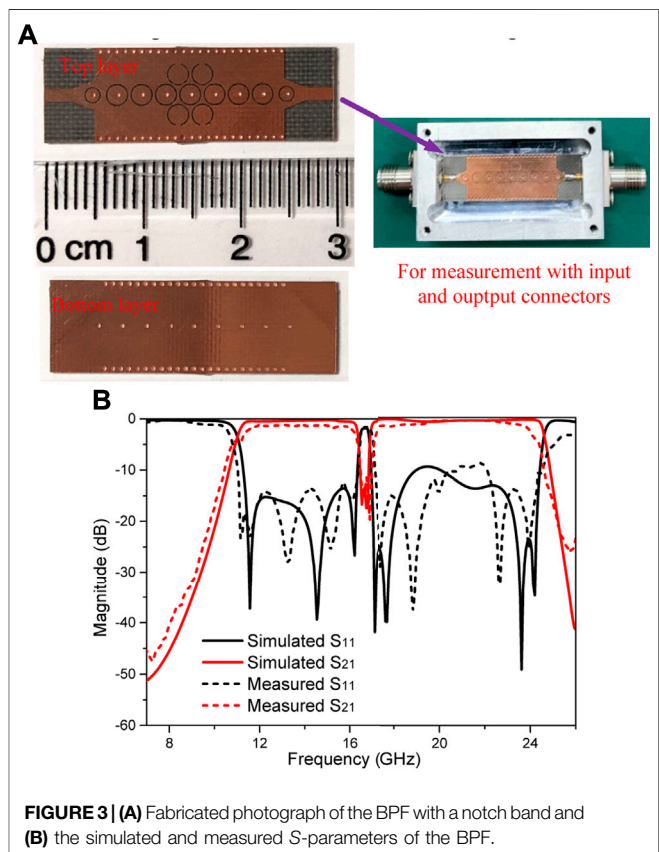 A
Top layer
0 cm 1 2 3
For measurement with input
and ouptput connectors
Bottom layer
B
0
-10
-20
-30
-40
-50
-60
Magnitude (dB)
Simulated S11
Simulated S21
Measured S11
Measured S21
8 12 16 20 24
Frequency (GHz)
FIGURE 3 | (A) Fabricated photograph of the BPF with a notch band and
(B) the simulated and measured S-parameters of the BPF.